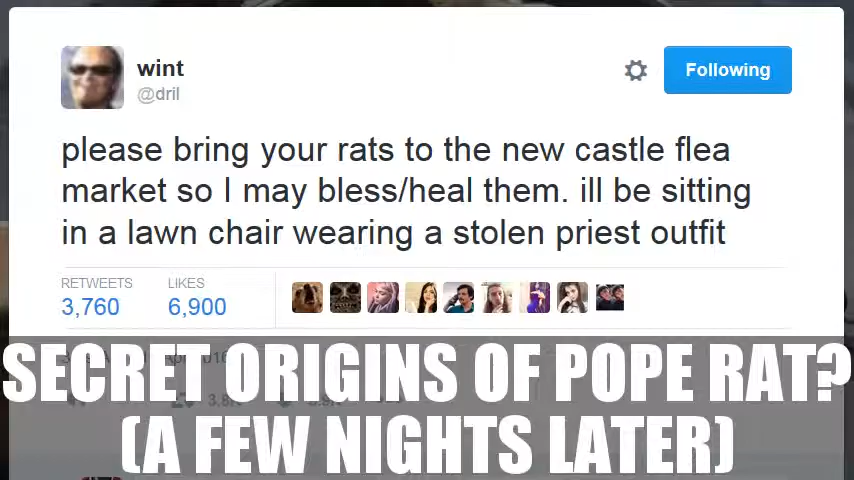 wint
@dril
Following
please bring your rats to the new castle flea
market so I may bless/heal them. ill be sitting
in a lawn chair wearing a stolen priest outfit
RETWEETS
LIKES
3,760
6,900
SECRET ORIGINS OF POPE RAT?
(A FEW NIGHTS LATER)